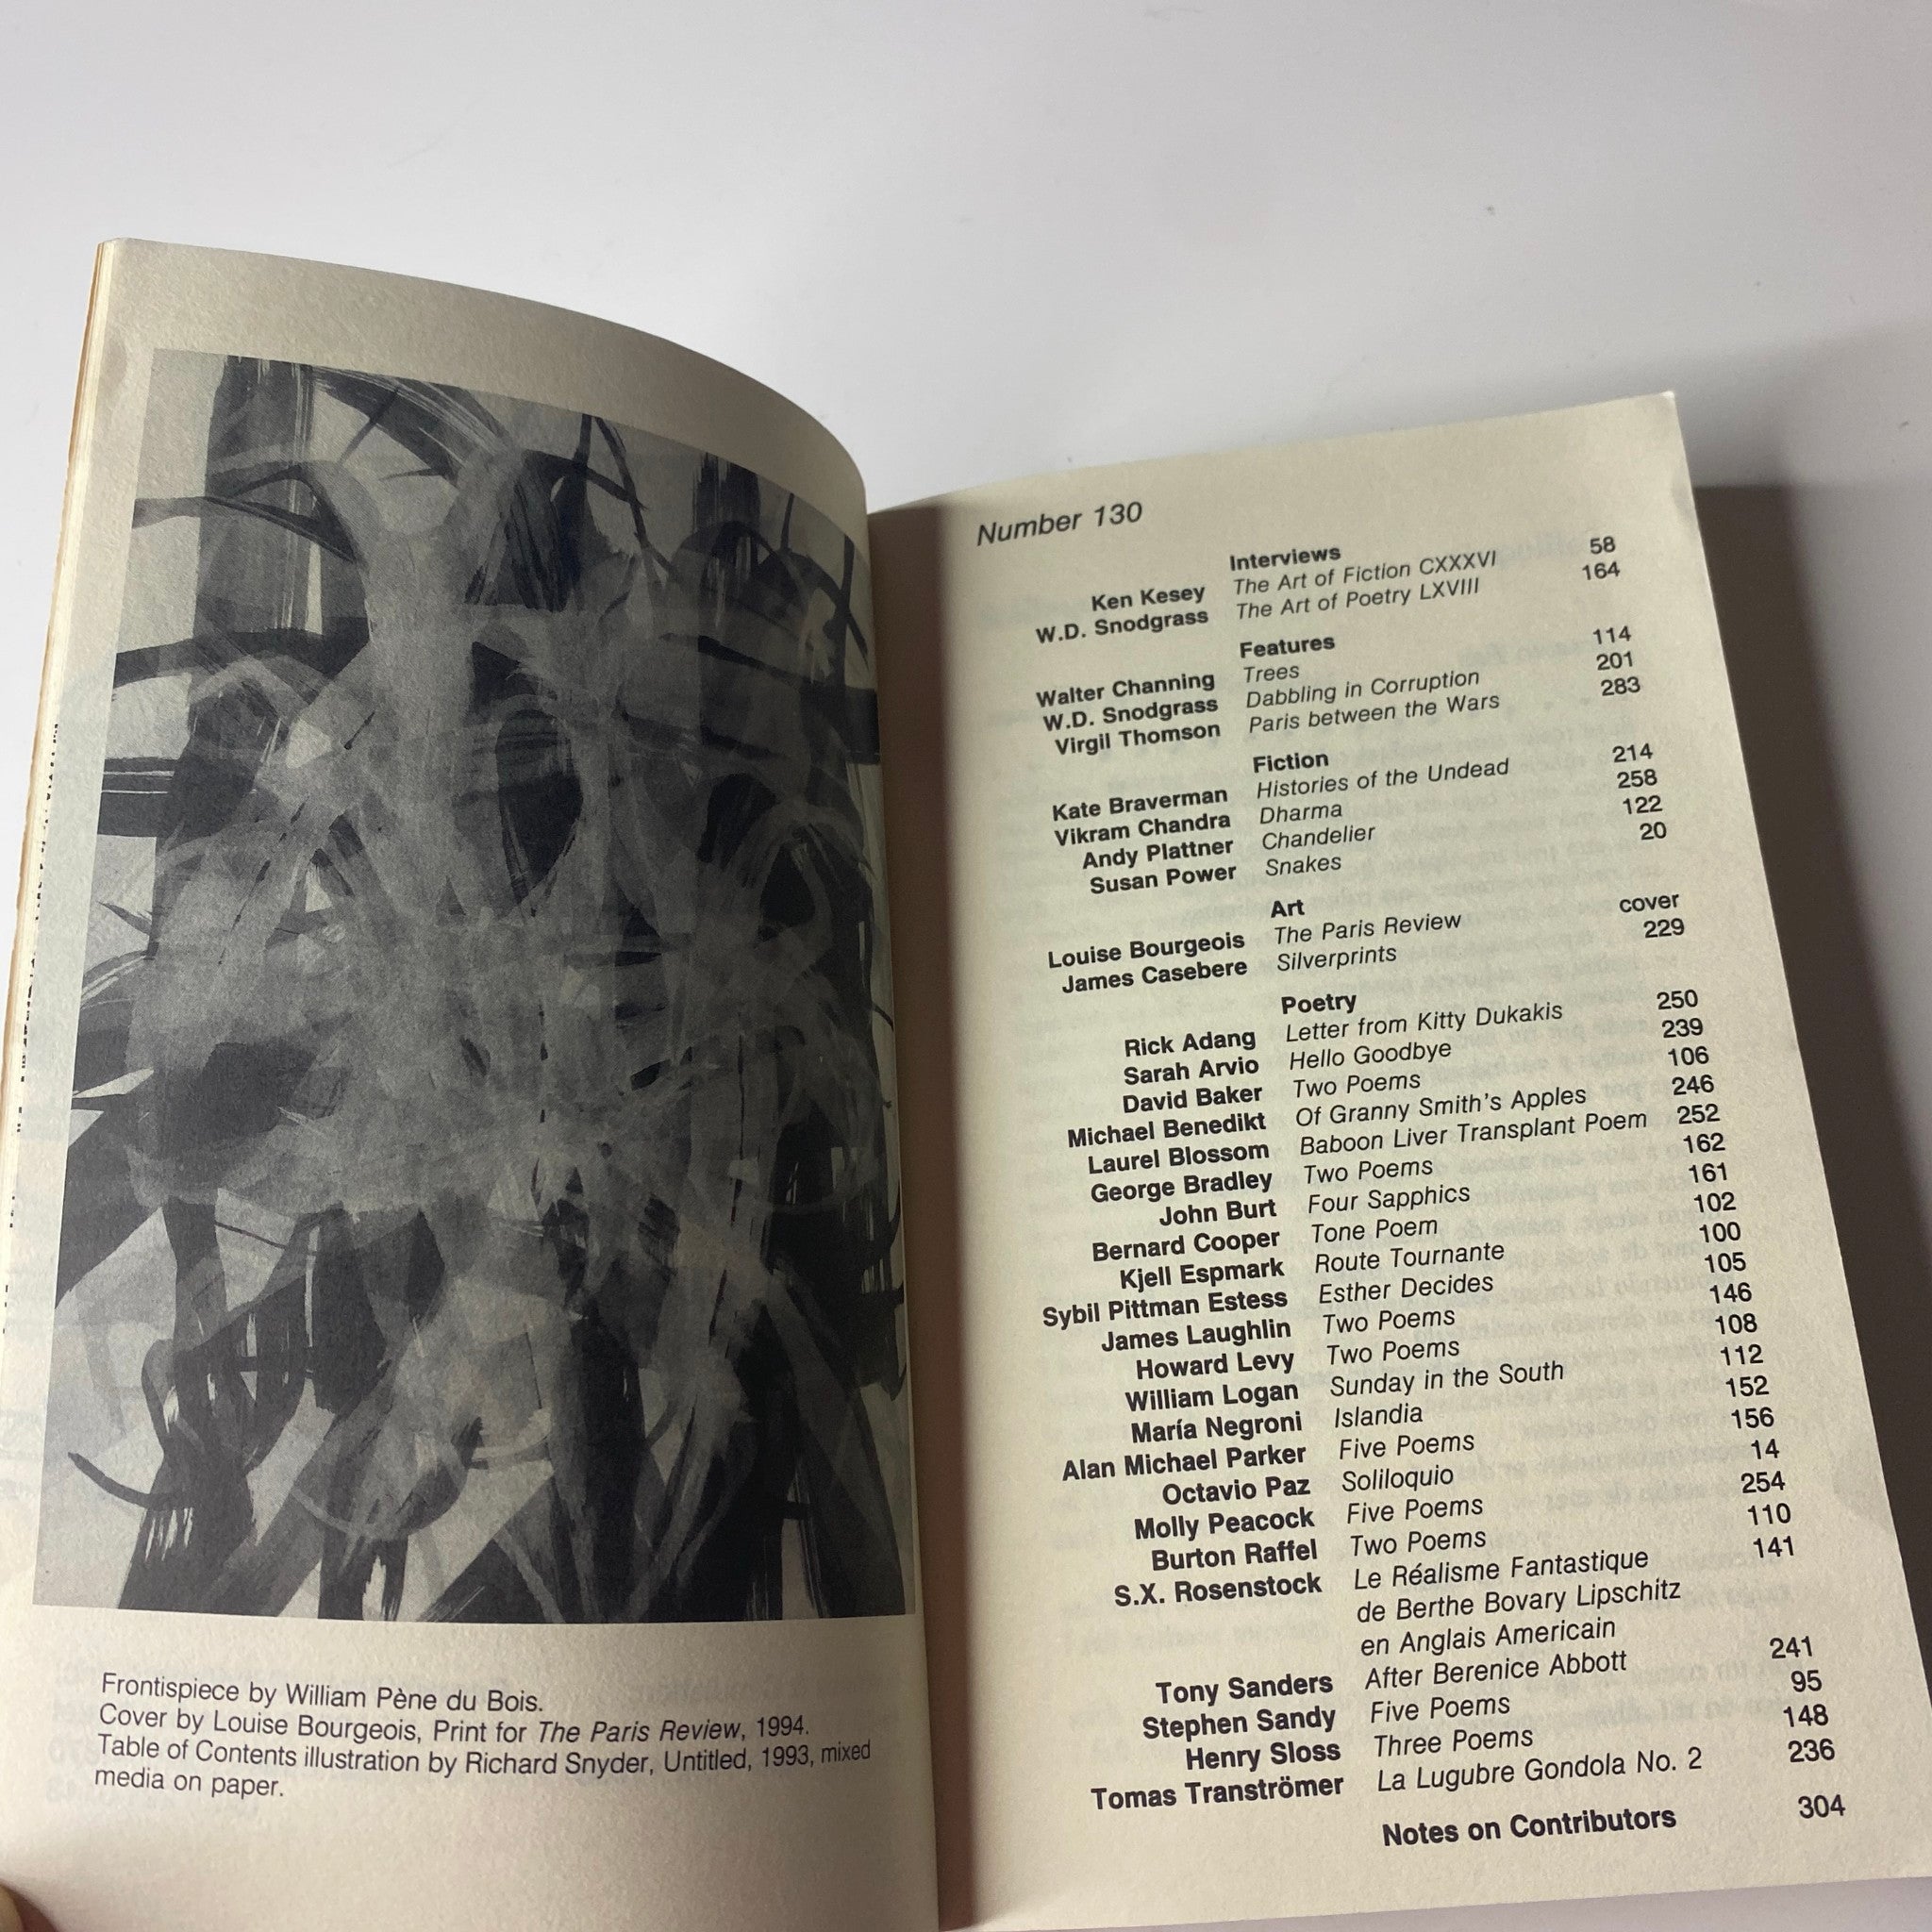 Frontispiece by William Pène du Bois.
Cover by Louise Bourgeois, Print for The Paris Review, 1994.
Table of Contents illustration by Richard Snyder, Untitled, 1993, mixed
media on paper.
Number 130
Interviews
Ken Kesey The Art of Fiction CXXXVI 58
W.D. Snodgrass The Art of Poetry LXVIII 164
Features
Walter Channing Trees 114
W.D. Snodgrass Dabbling in Corruption 201
Virgil Thomson Paris between the Wars 283
Fiction
Kate Braverman Histories of the Undead 214
Vikram Chandra Dharma 258
Andy Plattner Chandelier 122
Susan Power Snakes 20
Art
Louise Bourgeois The Paris Review cover
James Casebere Silverprints 229
Poetry
Rick Adang Letter from Kitty Dukakis 250
Sarah Arvio Hello Goodbye 239
David Baker Two Poems 106
Michael Benedikt Of Granny Smith's Apples 246
Laurel Blossom Baboon Liver Transplant Poem 252
George Bradley Two Poems 162
John Burt Four Sapphics 161
Bernard Cooper Tone Poem 102
Kjell Espmark Route Tournante 100
Sybil Pittman Estess Esther Decides 105
James Laughlin Two Poems 146
Howard Levy Two Poems 108
William Logan Sunday in the South 112
María Negroni Islandia 152
Alan Michael Parker Five Poems 156
Octavio Paz Soliloquio 14
Molly Peacock Five Poems 254
Burton Raffel Two Poems 110
S.X. Rosenstock Le Réalisme Fantastique 141
de Berthe Bovary Lipschitz
en Anglais Americain
Tony Sanders After Berenice Abbott 241
Stephen Sandy Five Poems 95
Henry Sloss Three Poems 148
Tomas Tranströmer La Lugubre Gondola No. 2 236
Notes on Contributors 304